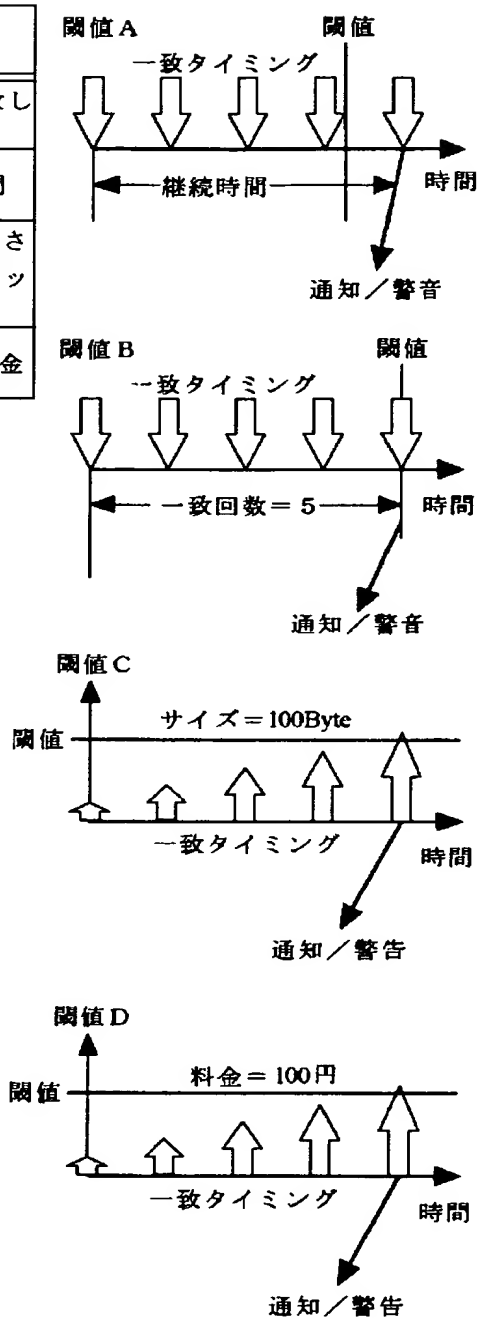 閾値A
閾値
一致タイミング
継続時間
時間
通知／警音
閾値B
閾値
一致タイミング
一致回数＝5
時間
通知／警音
閾値C
サイズ＝100Byte
閾値
一致タイミング
時間
通知／警告
閾値D
料金＝100円
閾値
一致タイミング
時間
通知／警告
し
さ
ッ
金